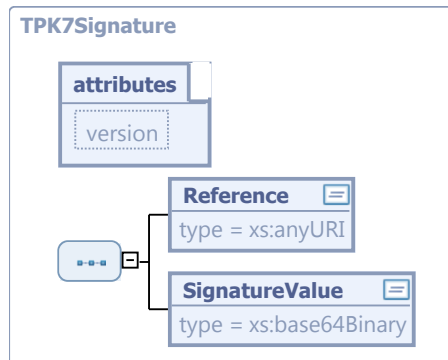 TPK7Signature
attributes
version
Reference
type = xs:anyURI
SignatureValue
type = xs:base64Binary